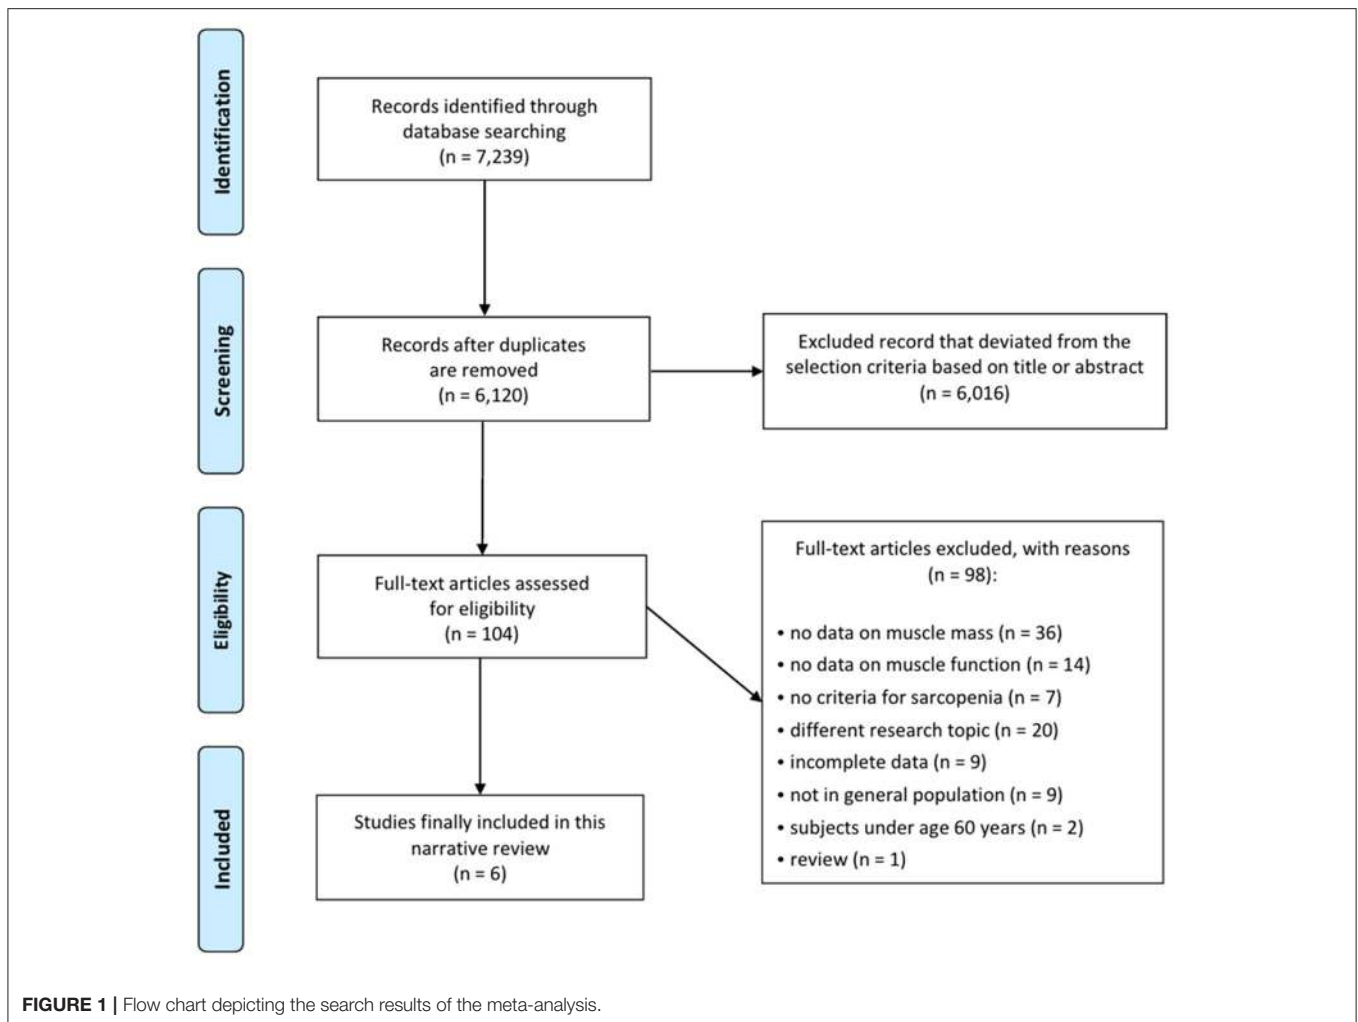 Identification
Records identified through
database searching
(n = 7,239)
Screening
Records after duplicates
are removed
(n = 6,120)
Excluded record that deviated from the
selection criteria based on title or abstract
(n = 6,016)
Eligibility
Full-text articles assessed
for eligibility
(n = 104)
Full-text articles excluded, with reasons
(n = 98):
• no data on muscle mass (n = 36)
• no data on muscle function (n = 14)
• no criteria for sarcopenia (n = 7)
• different research topic (n = 20)
• incomplete data (n = 9)
• not in general population (n = 9)
• subjects under age 60 years (n = 2)
• review (n = 1)
Included
Studies finally included in this
narrative review
(n = 6)
FIGURE 1 | Flow chart depicting the search results of the meta-analysis.